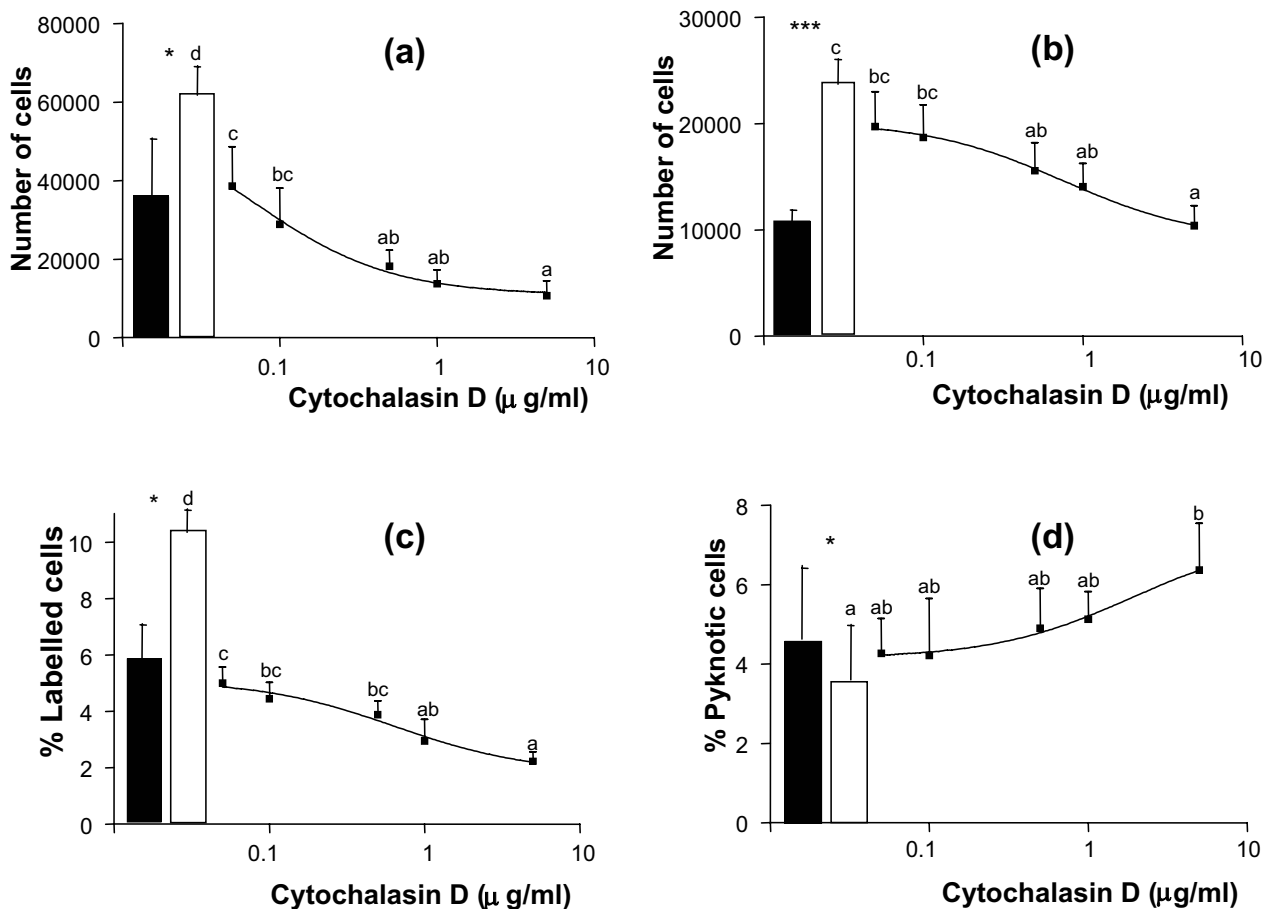 (a)
Number of cells
80000
60000
40000
20000
0
* d
c
bc
ab
ab
a
0.1 1 10
Cytochalasin D (μ g/ml)
(b)
Number of cells
30000
20000
10000
0
*** c
bc
bc
ab
ab
a
0.1 1 10
Cytochalasin D (μg/ml)
(c)
% Labelled cells
10
8
6
4
2
0
* d
c
bc
bc
ab
a
0.1 1 10
Cytochalasin D (μ g/ml)
(d)
% Pyknotic cells
8
6
4
2
0
*
a
ab
ab
ab
ab
b
0.1 1 10
Cytochalasin D (μg/ml)